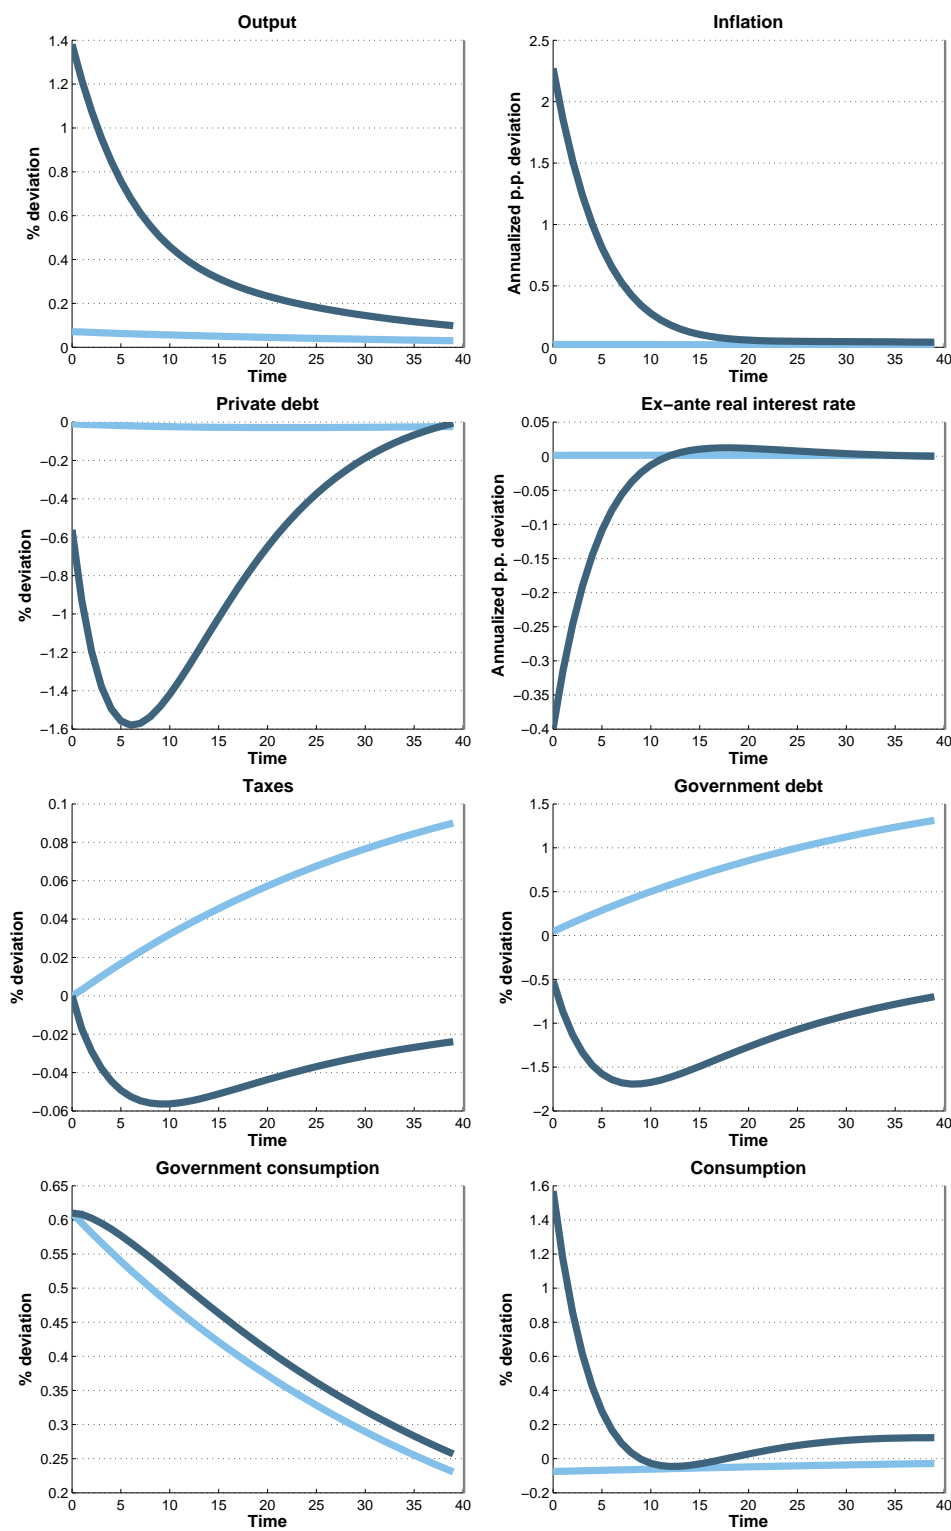 Output
1.4
1.2
1
0.8
0.6
0.4
0.2
0
% deviation
0 5 10 15 20 25 30 35 40
Time
Inflation
2.5
2
1.5
1
0.5
0
Annualized p.p. deviation
0 5 10 15 20 25 30 35 40
Time
Private debt
0
−0.2
−0.4
−0.6
−0.8
−1
−1.2
−1.4
−1.6
% deviation
0 5 10 15 20 25 30 35 40
Time
Ex−ante real interest rate
0.05
0
−0.05
−0.1
−0.15
−0.2
−0.25
−0.3
−0.35
−0.4
Annualized p.p. deviation
0 5 10 15 20 25 30 35 40
Time
Taxes
0.1
0.08
0.06
0.04
0.02
0
−0.02
−0.04
−0.06
% deviation
0 5 10 15 20 25 30 35 40
Time
Government debt
1.5
1
0.5
0
−0.5
−1
−1.5
−2
% deviation
0 5 10 15 20 25 30 35 40
Time
Government consumption
0.65
0.6
0.55
0.5
0.45
0.4
0.35
0.3
0.25
0.2
% deviation
0 5 10 15 20 25 30 35 40
Time
Consumption
1.6
1.4
1.2
1
0.8
0.6
0.4
0.2
0
−0.2
% deviation
0 5 10 15 20 25 30 35 40
Time